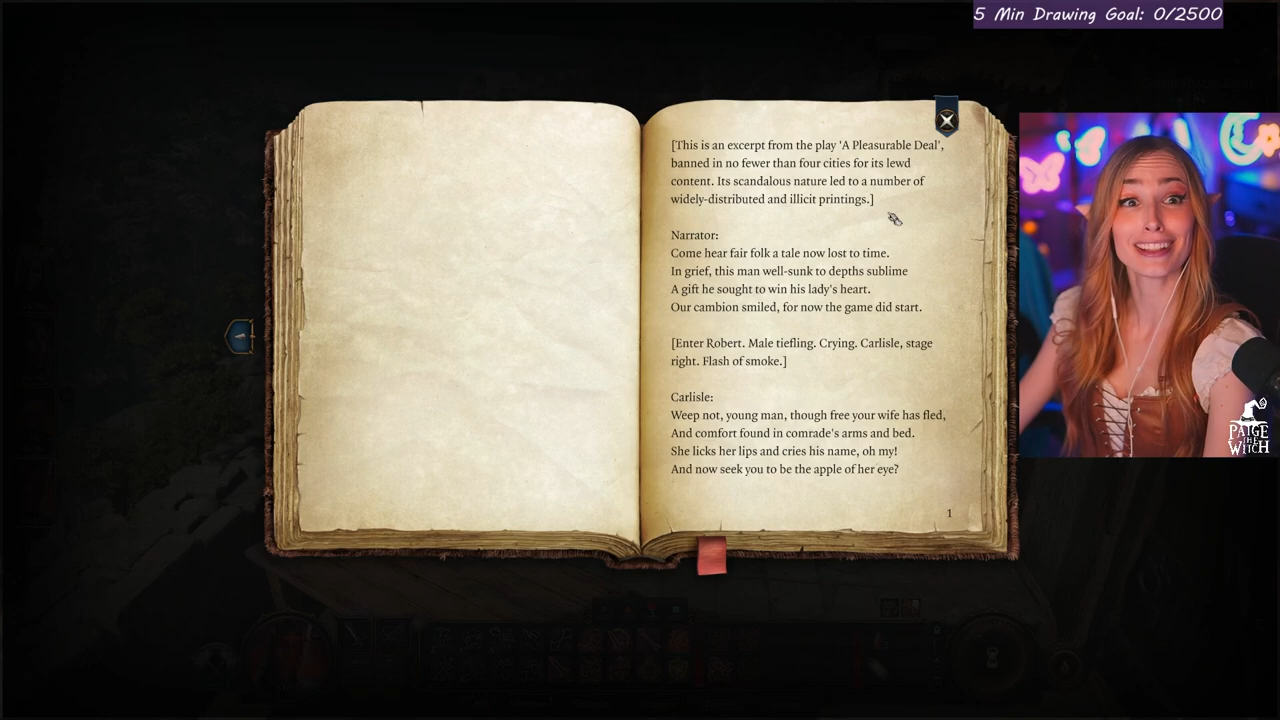 5 Min Drawing Goal: 0/2500
[This is an excerpt from the play 'A Pleasurable Deal',
banned in no fewer than four cities for its lewd
content. Its scandalous nature led to a number of
widely-distributed and illicit printings.]
Narrator:
Come hear fair folk a tale now lost to time.
In grief, this man well-sunk to depths sublime
A gift he sought to win his lady's heart.
Our cambion smiled, for now the game did start.
[Enter Robert. Male tiefling. Crying. Carlisle, stage
right. Flash of smoke.]
Carlisle:
Weep not, young man, though free your wife has fled,
And comfort found in comrade's arms and bed.
She licks her lips and cries his name, oh my!
And now seek you to be the apple of her eye?
1
PAIGE
THE
WITCH